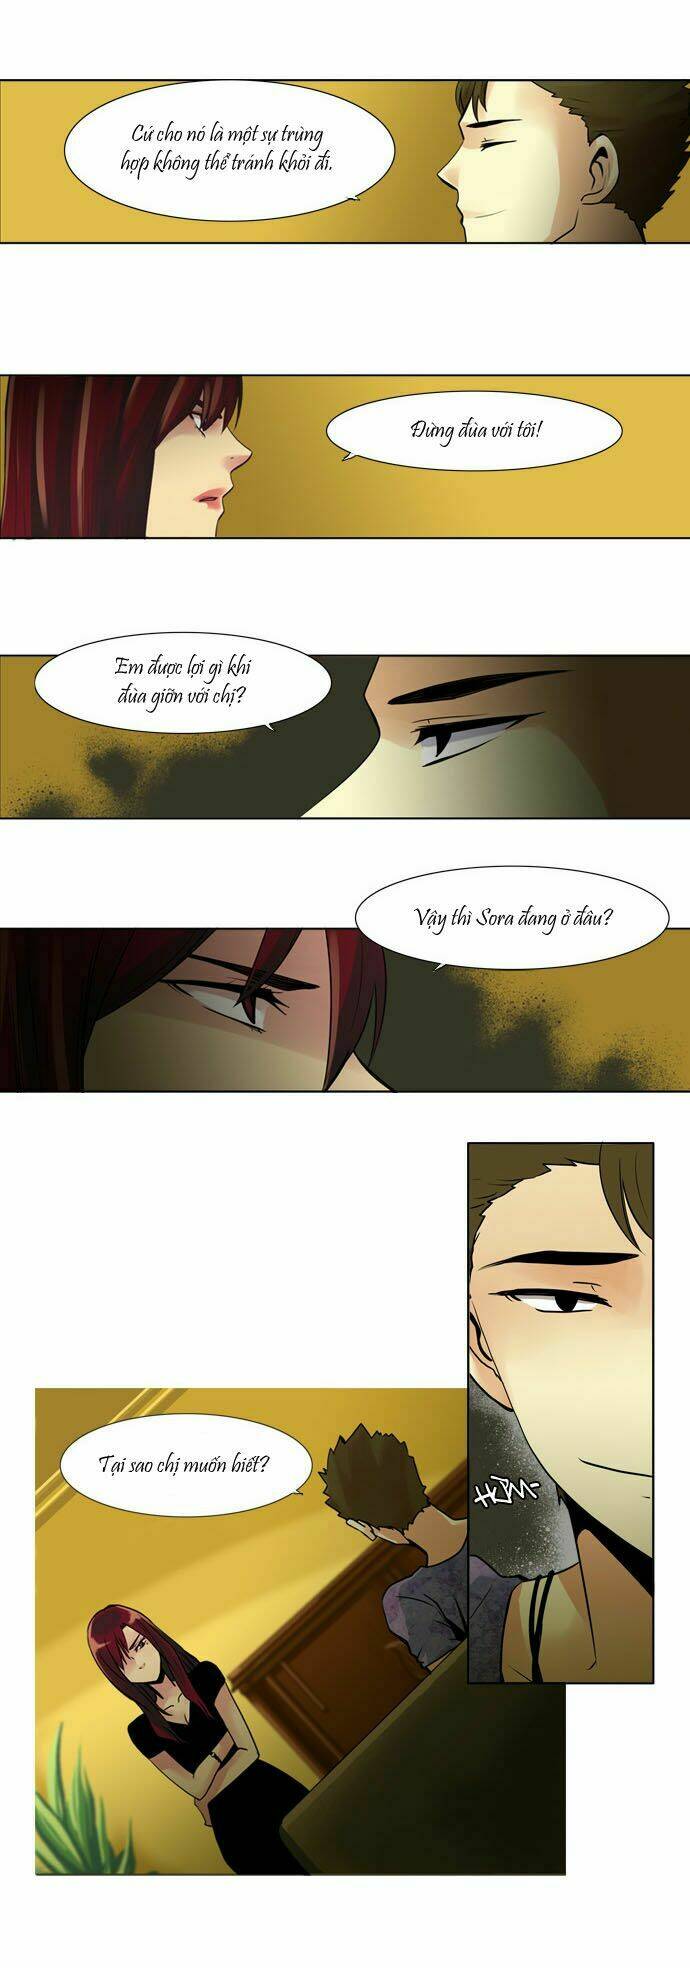 Cứ cho nó là một sự trùng
hợp không thể tránh khỏi đi.
Đừng đùa với tôi!
Em được lợi gì khi
đùa giỡn với chị?
Vậy thì Sora đang ở đâu?
Tại sao chị muốn biết?